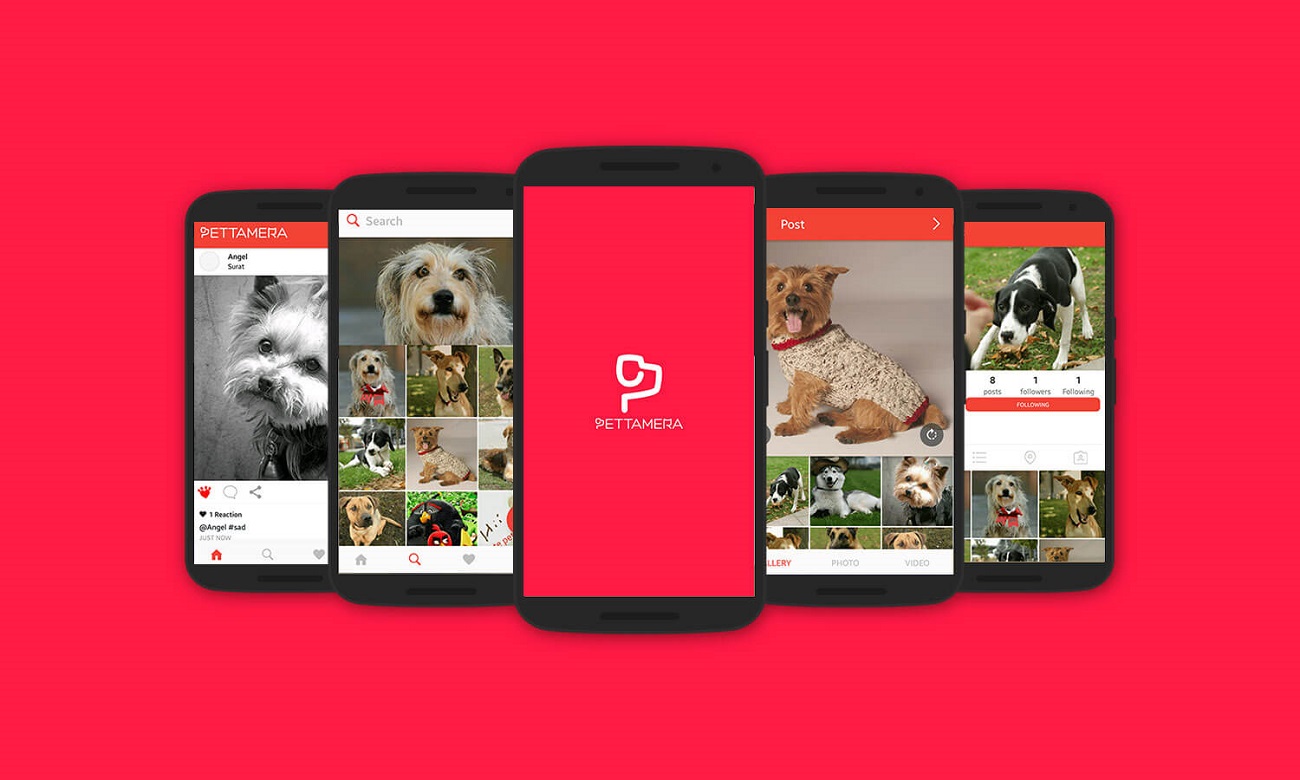 PETTAMERA
Angel
Surat
1 Reaction
@Angel #sad
JUST NOW
Search
Hi
PETTAMERA
Post
LLERY
PHOTO
VIDEO
8
1
1
posts
followers
Following
FOLLOWING